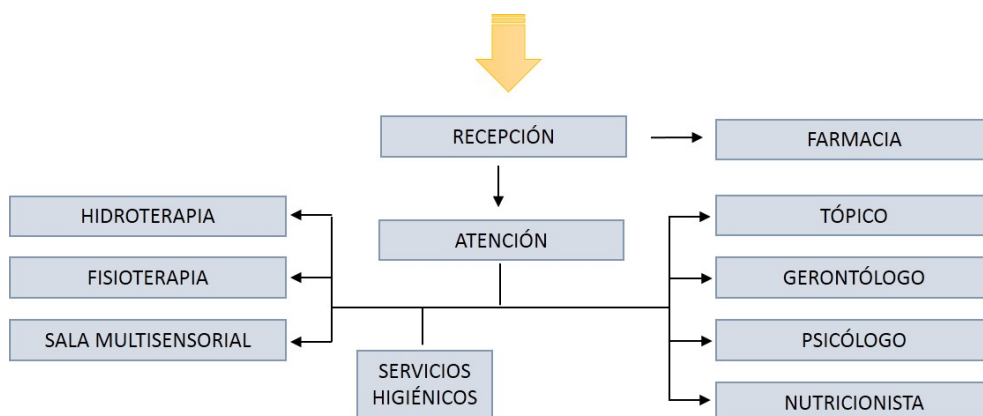 RECEPCIÓN
FARMACIA
HIDROTERAPIA
TÓPICO
ATENCIÓN
FISIOTERAPIA
GERONTÓLOGO
SALA MULTISENSORIAL
PSICÓLOGO
SERVICIOS
HIGIÉNICOS
NUTRICIONISTA